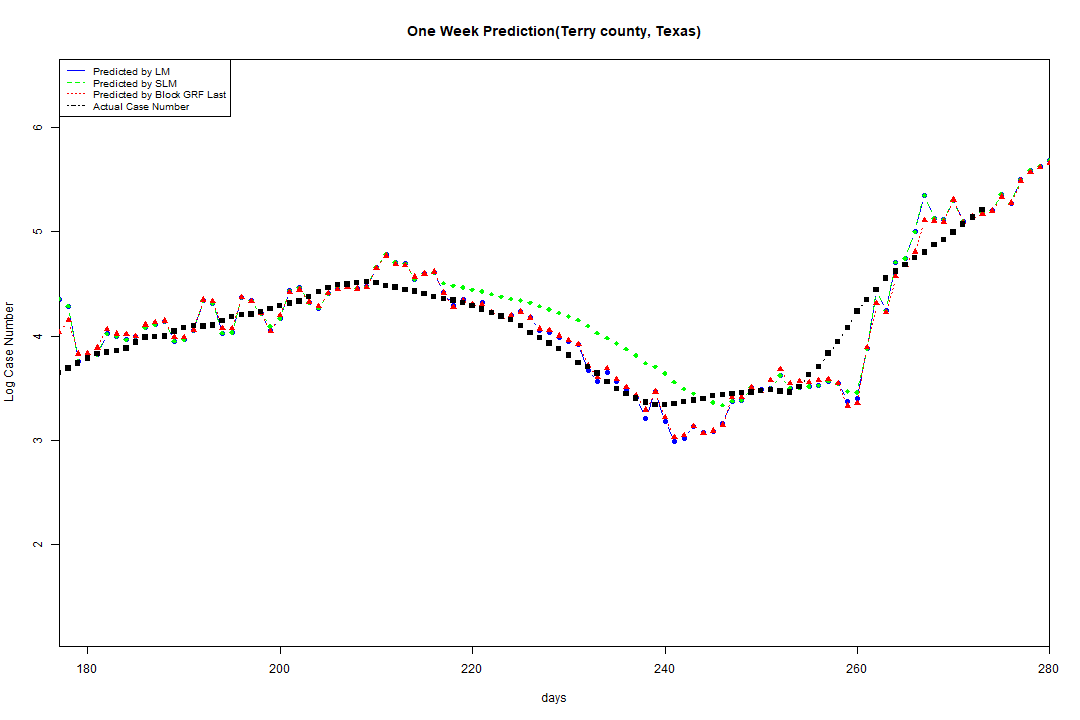 One Week Prediction(Terry county, Texas)
Predicted by LM
Predicted by SLM
Predicted by Block GRF Last
Actual Case Number
6
5
4
3
2
Log Case Number
180 200 220 240 260 280
days